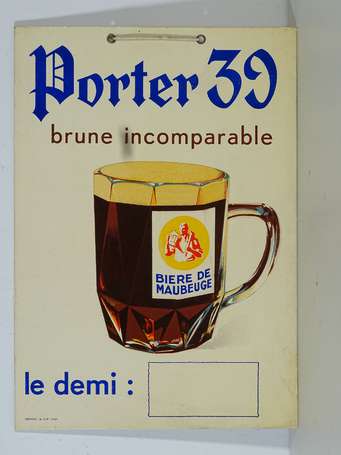 Porter 39
brune incomparable
BIERE DE
MAUBEUGE
le demi :